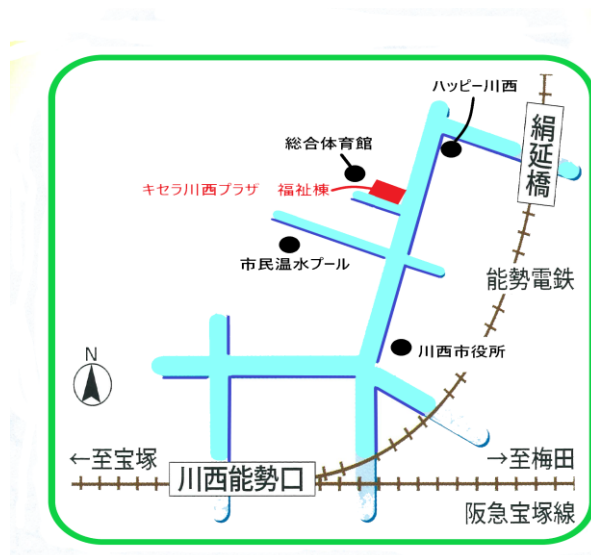 ハッピー川西
絹延橋
総合体育館
キセラ川西プラザ 福祉棟
市民温水プール
能勢電鉄
川西市役所
N
←至宝塚
川西能勢口
→至梅田
阪急宝塚線